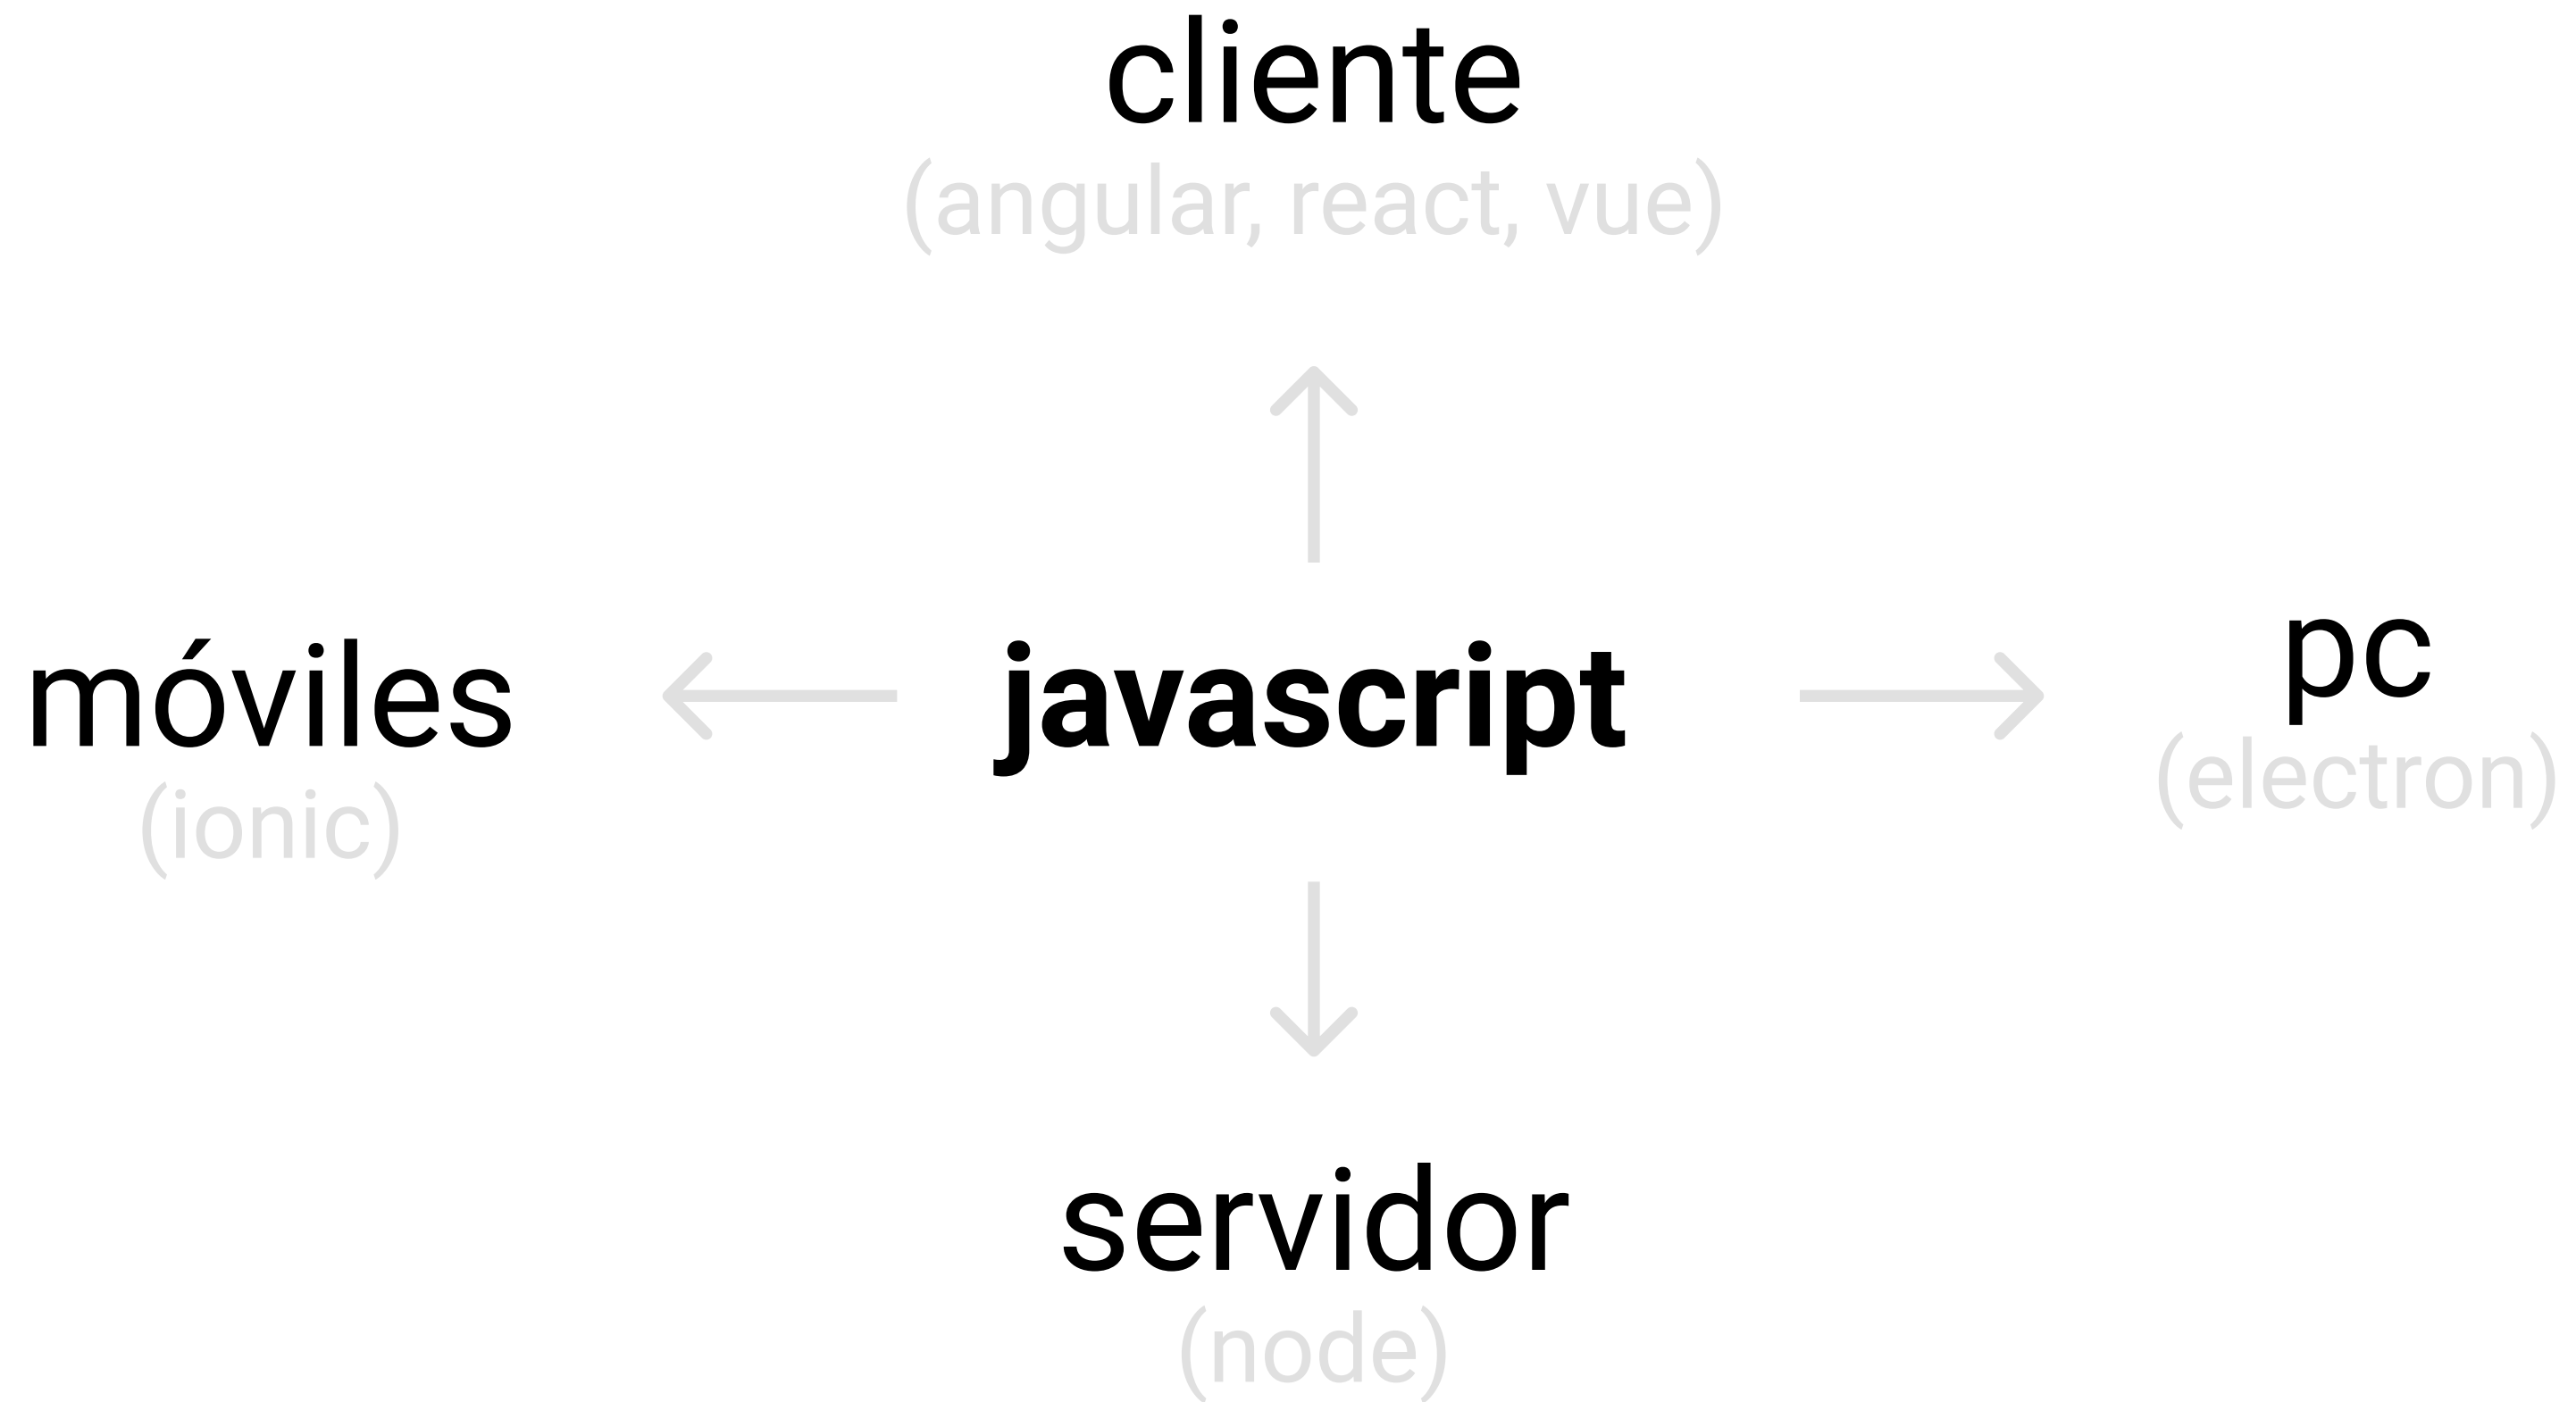 cliente
(angular, react, vue)
móviles
(ionic)
javascript
pc
(electron)
servidor
(node)